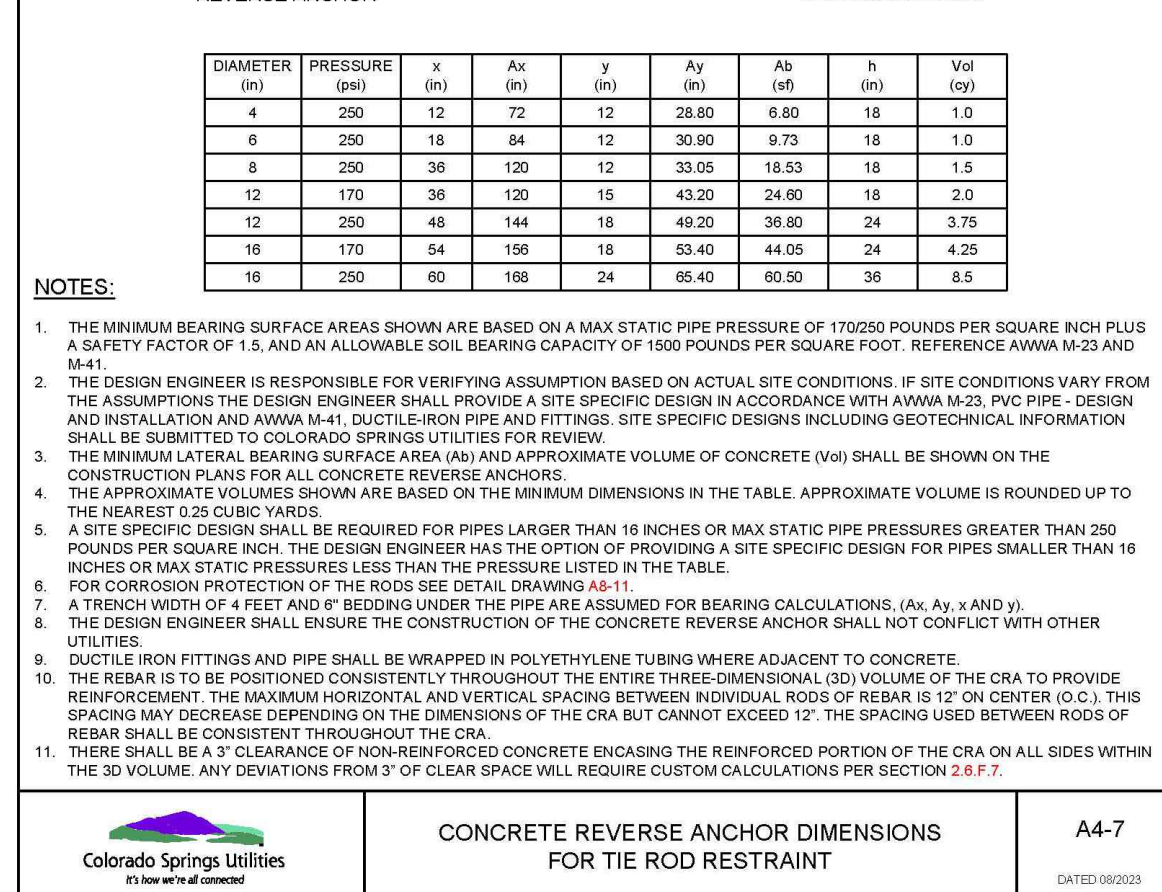 DIAMETER (in) PRESSURE (psi) x (in) Ax (in) y (in) Ay (in) Ab (sf) h (in) Vol (cy)
4 250 12 72 12 28.80 6.80 18 1.0
6 250 18 84 12 30.90 9.73 18 1.0
8 250 36 120 12 33.05 18.53 18 1.5
12 170 36 120 15 43.20 24.60 18 2.0
12 250 48 144 18 49.20 36.80 24 3.75
16 170 54 156 18 53.40 44.05 24 4.25
16 250 60 168 24 65.40 60.50 36 8.5
NOTES:
1. THE MINIMUM BEARING SURFACE AREAS SHOWN ARE BASED ON A MAX STATIC PIPE PRESSURE OF 170/250 POUNDS PER SQUARE INCH PLUS
A SAFETY FACTOR OF 1.5, AND AN ALLOWABLE SOIL BEARING CAPACITY OF 1500 POUNDS PER SQUARE FOOT. REFERENCE AWWA M-23 AND
M-41.
2. THE DESIGN ENGINEER IS RESPONSIBLE FOR VERIFYING ASSUMPTION BASED ON ACTUAL SITE CONDITIONS. IF SITE CONDITIONS VARY FROM
THE ASSUMPTIONS THE DESIGN ENGINEER SHALL PROVIDE A SITE SPECIFIC DESIGN IN ACCORDANCE WITH AWWA M-23, PVC PIPE - DESIGN
AND INSTALLATION AND AWWA M-41, DUCTILE-IRON PIPE AND FITTINGS. SITE SPECIFIC DESIGNS INCLUDING GEOTECHNICAL INFORMATION
SHALL BE SUBMITTED TO COLORADO SPRINGS UTILITIES FOR REVIEW.
3. THE MINIMUM LATERAL BEARING SURFACE AREA (Ab) AND APPROXIMATE VOLUME OF CONCRETE (Vol) SHALL BE SHOWN ON THE
CONSTRUCTION PLANS FOR ALL CONCRETE REVERSE ANCHORS.
4. THE APPROXIMATE VOLUMES SHOWN ARE BASED ON THE MINIMUM DIMENSIONS IN THE TABLE. APPROXIMATE VOLUME IS ROUNDED UP TO
THE NEAREST 0.25 CUBIC YARDS.
5. A SITE SPECIFIC DESIGN SHALL BE REQUIRED FOR PIPES LARGER THAN 16 INCHES OR MAX STATIC PIPE PRESSURES GREATER THAN 250
POUNDS PER SQUARE INCH. THE DESIGN ENGINEER HAS THE OPTION OF PROVIDING A SITE SPECIFIC DESIGN FOR PIPES SMALLER THAN 16
INCHES OR MAX STATIC PRESSURES LESS THAN THE PRESSURE LISTED IN THE TABLE.
6. FOR CORROSION PROTECTION OF THE RODS SEE DETAIL DRAWING A8-11.
7. A TRENCH WIDTH OF 4 FEET AND 6" BEDDING UNDER THE PIPE ARE ASSUMED FOR BEARING CALCULATIONS, (Ax, Ay, x AND y).
8. THE DESIGN ENGINEER SHALL ENSURE THE CONSTRUCTION OF THE CONCRETE REVERSE ANCHOR SHALL NOT CONFLICT WITH OTHER
UTILITIES.
9. DUCTILE IRON FITTINGS AND PIPE SHALL BE WRAPPED IN POLYETHYLENE TUBING WHERE ADJACENT TO CONCRETE.
10. THE REBAR IS TO BE POSITIONED CONSISTENTLY THROUGHOUT THE ENTIRE THREE-DIMENSIONAL (3D) VOLUME OF THE CRA TO PROVIDE
REINFORCEMENT. THE MAXIMUM HORIZONTAL AND VERTICAL SPACING BETWEEN INDIVIDUAL RODS OF REBAR IS 12" ON CENTER (O.C.). THIS
SPACING MAY DECREASE DEPENDING ON THE DIMENSIONS OF THE CRA BUT CANNOT EXCEED 12". THE SPACING USED BETWEEN RODS OF
REBAR SHALL BE CONSISTENT THROUGHOUT THE CRA.
11. THERE SHALL BE A 3" CLEARANCE OF NON-REINFORCED CONCRETE ENCASING THE REINFORCED PORTION OF THE CRA ON ALL SIDES WITHIN
THE 3D VOLUME. ANY DEVIATIONS FROM 3" OF CLEAR SPACE WILL REQUIRE CUSTOM CALCULATIONS PER SECTION 2.6.F.7.
Colorado Springs Utilities
It's how we're all connected
CONCRETE REVERSE ANCHOR DIMENSIONS
FOR TIE ROD RESTRAINT
A4-7
DATED 08/2023